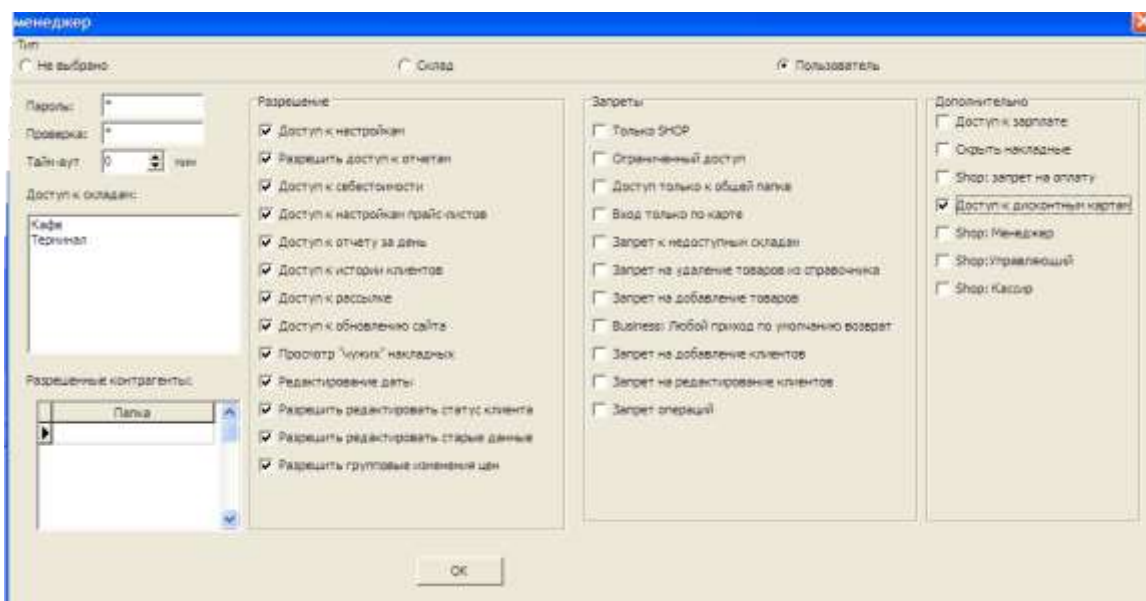 менеджер
Тип
Не выбрано
Склад
Пользователь
Пароль: *
Проверка: *
Тайм-аут 0 мин
Доступ к складам:
Кафе
Терминал
Разрешенные контрагенты:
Папка
Разрешение
Доступ к настройкам
Разрешить доступ к отчетам
Доступ к себестоимости
Доступ к настройкам прайс-листов
Доступ к отчету за день
Доступ к истории клиентов
Доступ к рассылке
Доступ к обновлению сайта
Просмотр "чужих" накладных
Редактирование даты
Разрешить редактировать статус клиента
Разрешить редактировать старые данные
Разрешить групповые изменения цен
Запреты
Только SHOP
Ограниченный доступ
Доступ только к общей папке
Вход только по карте
Запрет к недоступным складам
Запрет на удаление товаров из справочника
Запрет на добавление товаров
Business: Любой приход по умолчанию возврат
Запрет на добавление клиентов
Запрет на редактирование клиентов
Запрет операций
Дополнительно
Доступ к зарплате
Скрыть накладные
Shop: запрет на оплату
Доступ к дисконтным картам
Shop: Менеджер
Shop:Управляющий
Shop: Кассир
OK